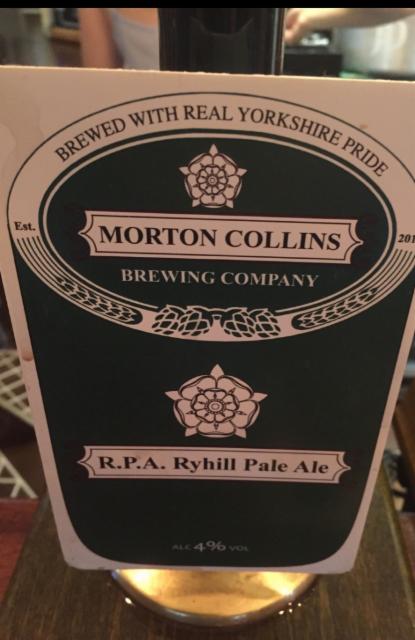 BREWED WITH REAL YORKSHIRE PRIDE
Est.
MORTON COLLINS
BREWING COMPANY
R.P.A. Ryhill Pale Ale
ALC 4% VOL